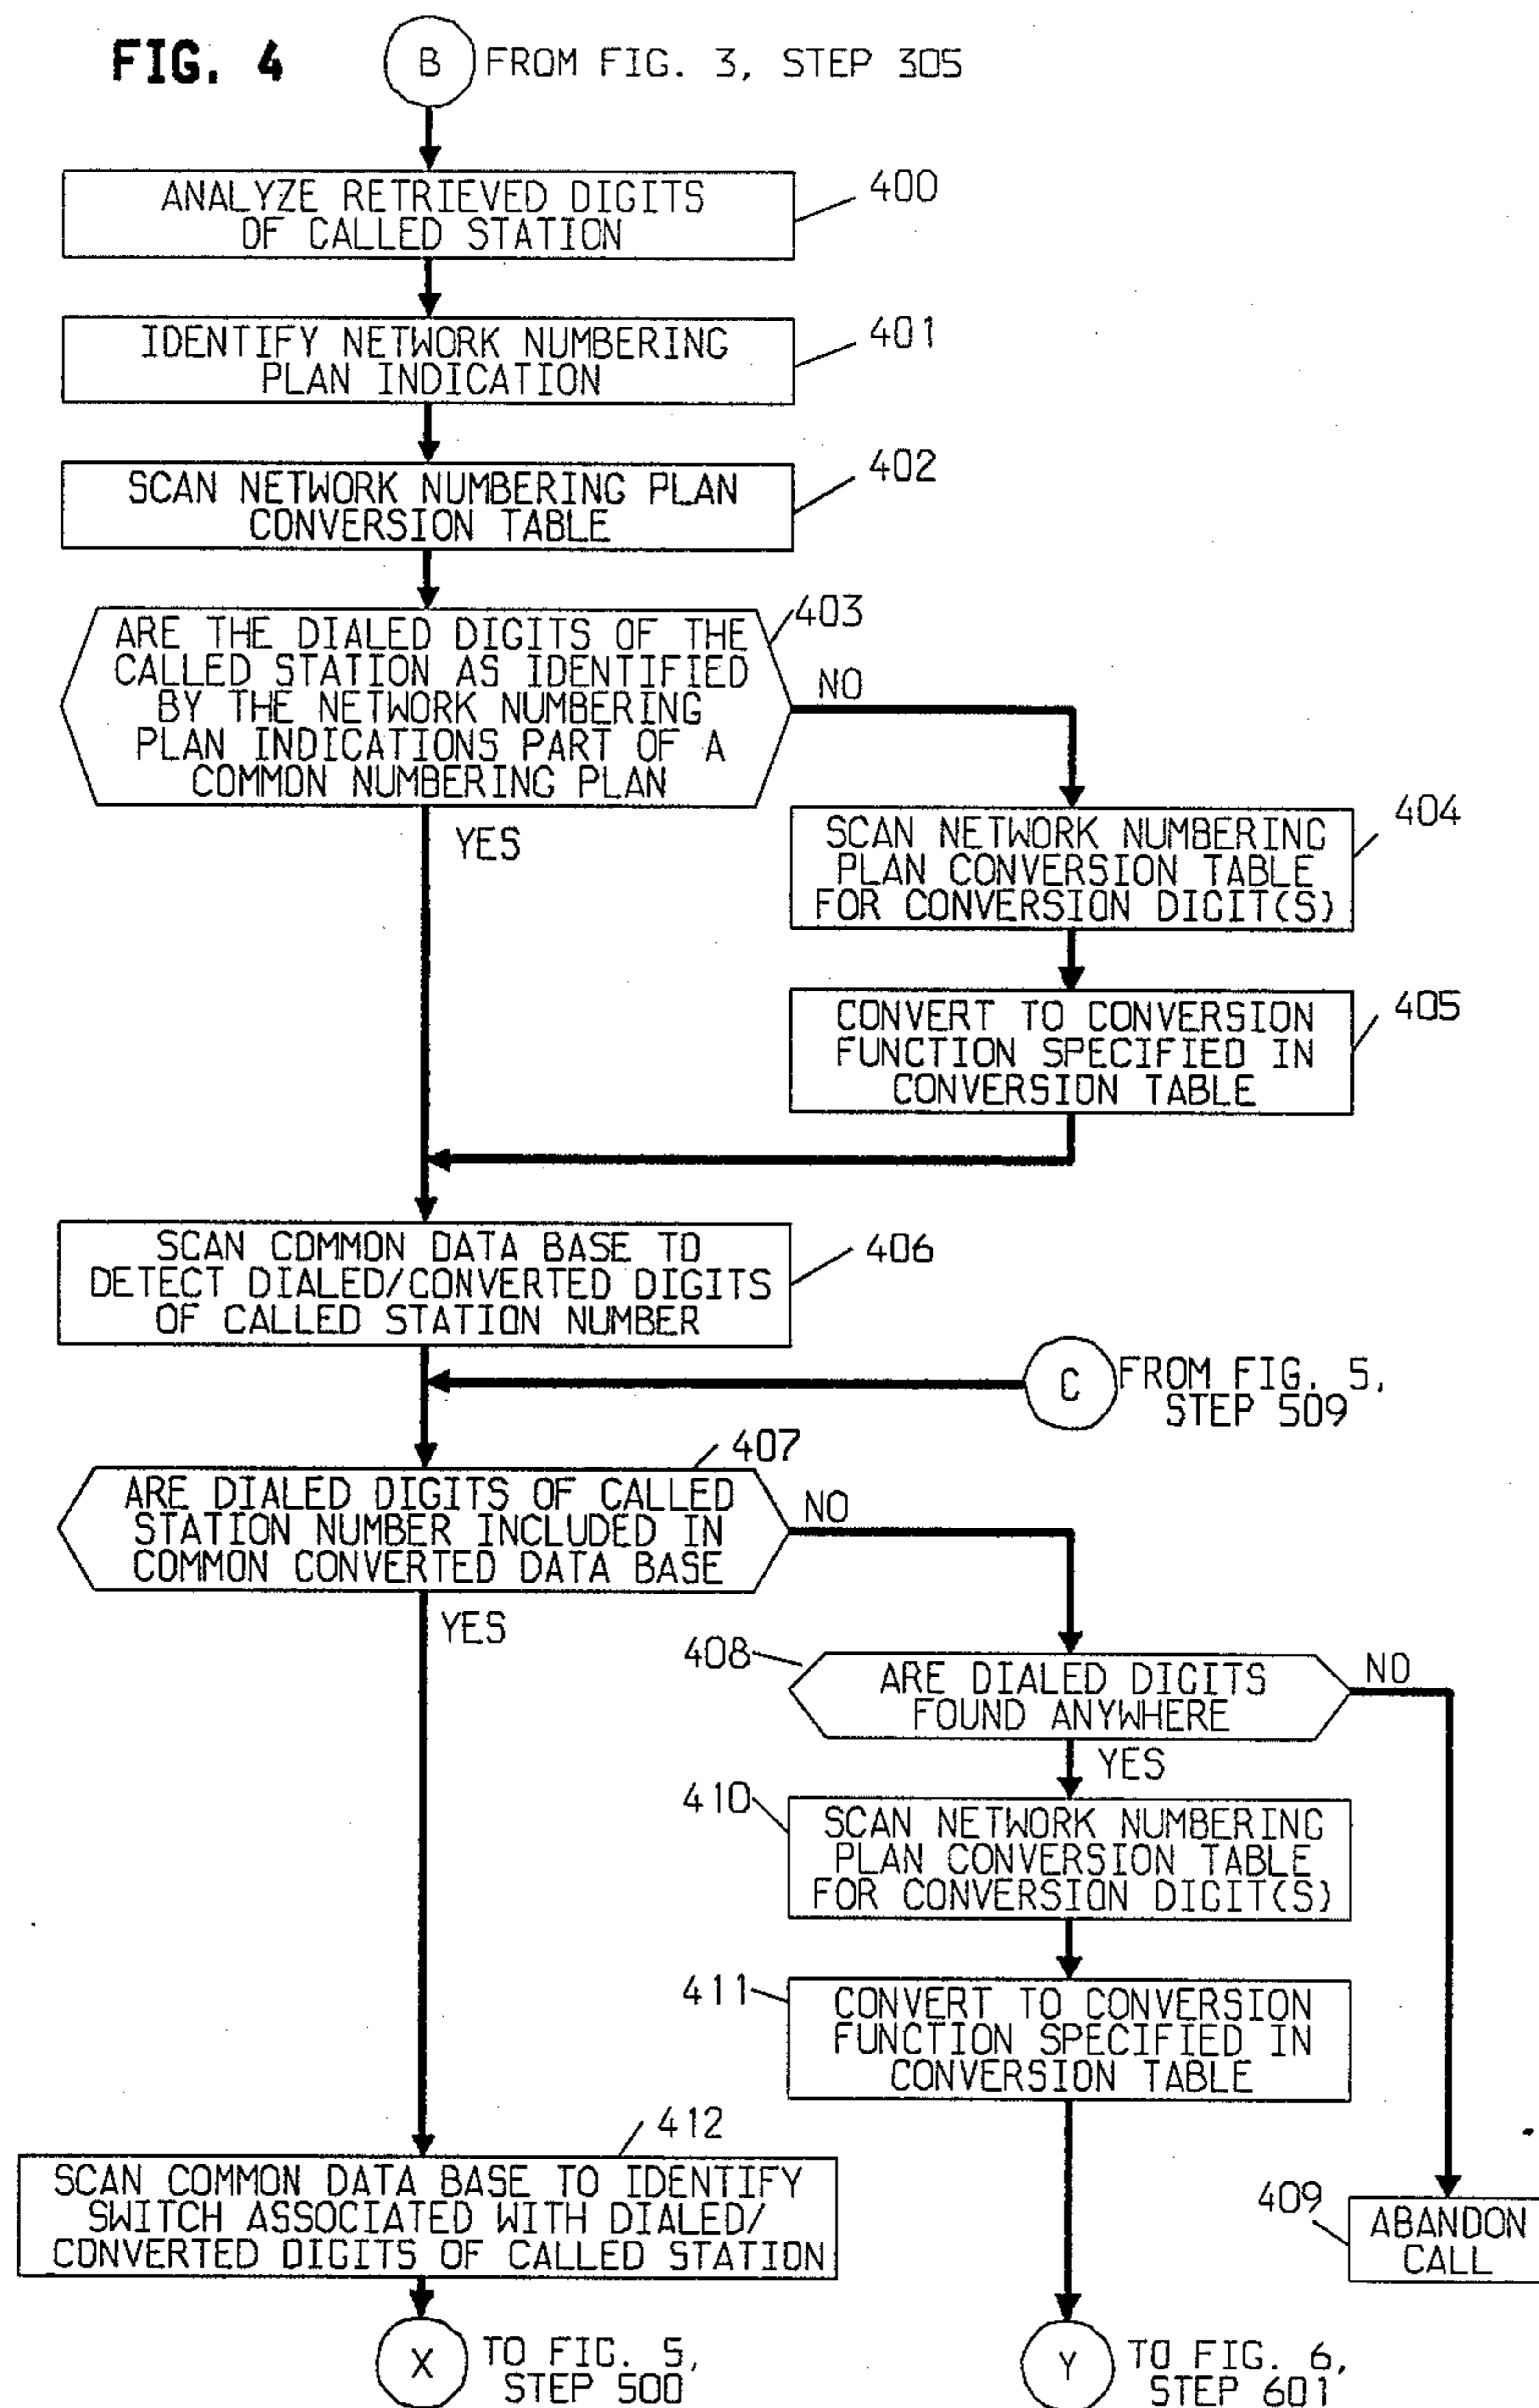 FIG. 4
B FROM FIG. 3, STEP 305
ANALYZE RETRIEVED DIGITS
OF CALLED STATION
400
IDENTIFY NETWORK NUMBERING
PLAN INDICATION
401
SCAN NETWORK NUMBERING PLAN
CONVERSION TABLE
402
ARE THE DIALED DIGITS OF THE
CALLED STATION AS IDENTIFIED
BY THE NETWORK NUMBERING
PLAN INDICATIONS PART OF A
COMMON NUMBERING PLAN
403
NO
YES
SCAN NETWORK NUMBERING
PLAN CONVERSION TABLE
FOR CONVERSION DIGIT(S)
404
CONVERT TO CONVERSION
FUNCTION SPECIFIED IN
CONVERSION TABLE
405
SCAN COMMON DATA BASE TO
DETECT DIALED/CONVERTED DIGITS
OF CALLED STATION NUMBER
406
C
FROM FIG. 5,
STEP 509
407
ARE DIALED DIGITS OF CALLED
STATION NUMBER INCLUDED IN
COMMON CONVERTED DATA BASE
NO
YES
408
ARE DIALED DIGITS
FOUND ANYWHERE
NO
YES
410
SCAN NETWORK NUMBERING
PLAN CONVERSION TABLE
FOR CONVERSION DIGIT(S)
411
CONVERT TO CONVERSION
FUNCTION SPECIFIED IN
CONVERSION TABLE
412
SCAN COMMON DATA BASE TO IDENTIFY
SWITCH ASSOCIATED WITH DIALED/
CONVERTED DIGITS OF CALLED STATION
409
ABANDON
CALL
X
TO FIG. 5,
STEP 500
Y
TO FIG. 6,
STEP 601